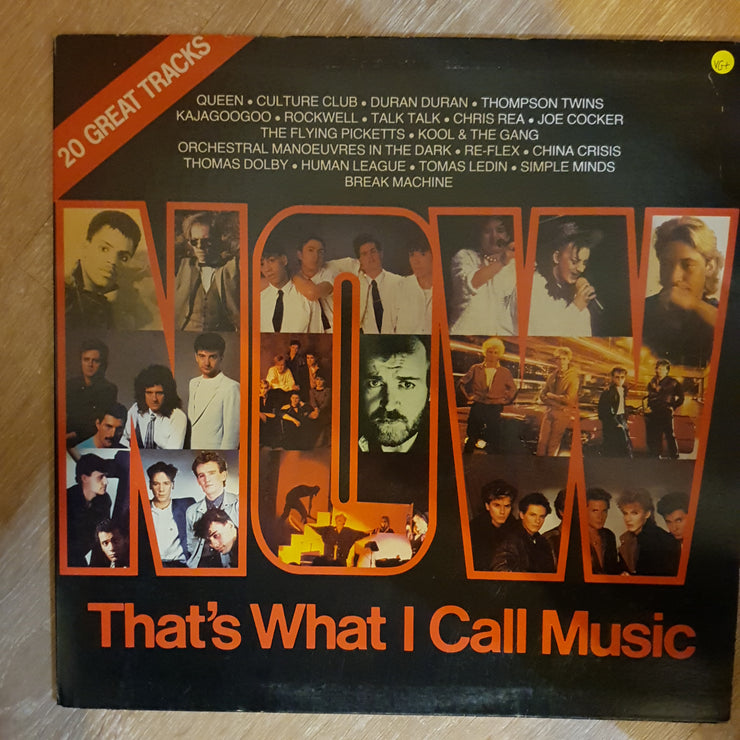 20 GREAT TRACKS
VG+
QUEEN • CULTURE CLUB • DURAN DURAN • THOMPSON TWINS
KAJAGOOGOO • ROCKWELL • TALK TALK • CHRIS REA • JOE COCKER
THE FLYING PICKETTS • KOOL & THE GANG
ORCHESTRAL MANOEUVRES IN THE DARK • RE-FLEX • CHINA CRISIS
THOMAS DOLBY • HUMAN LEAGUE • TOMAS LEDIN • SIMPLE MINDS
BREAK MACHINE
NOW
That's What I Call Music